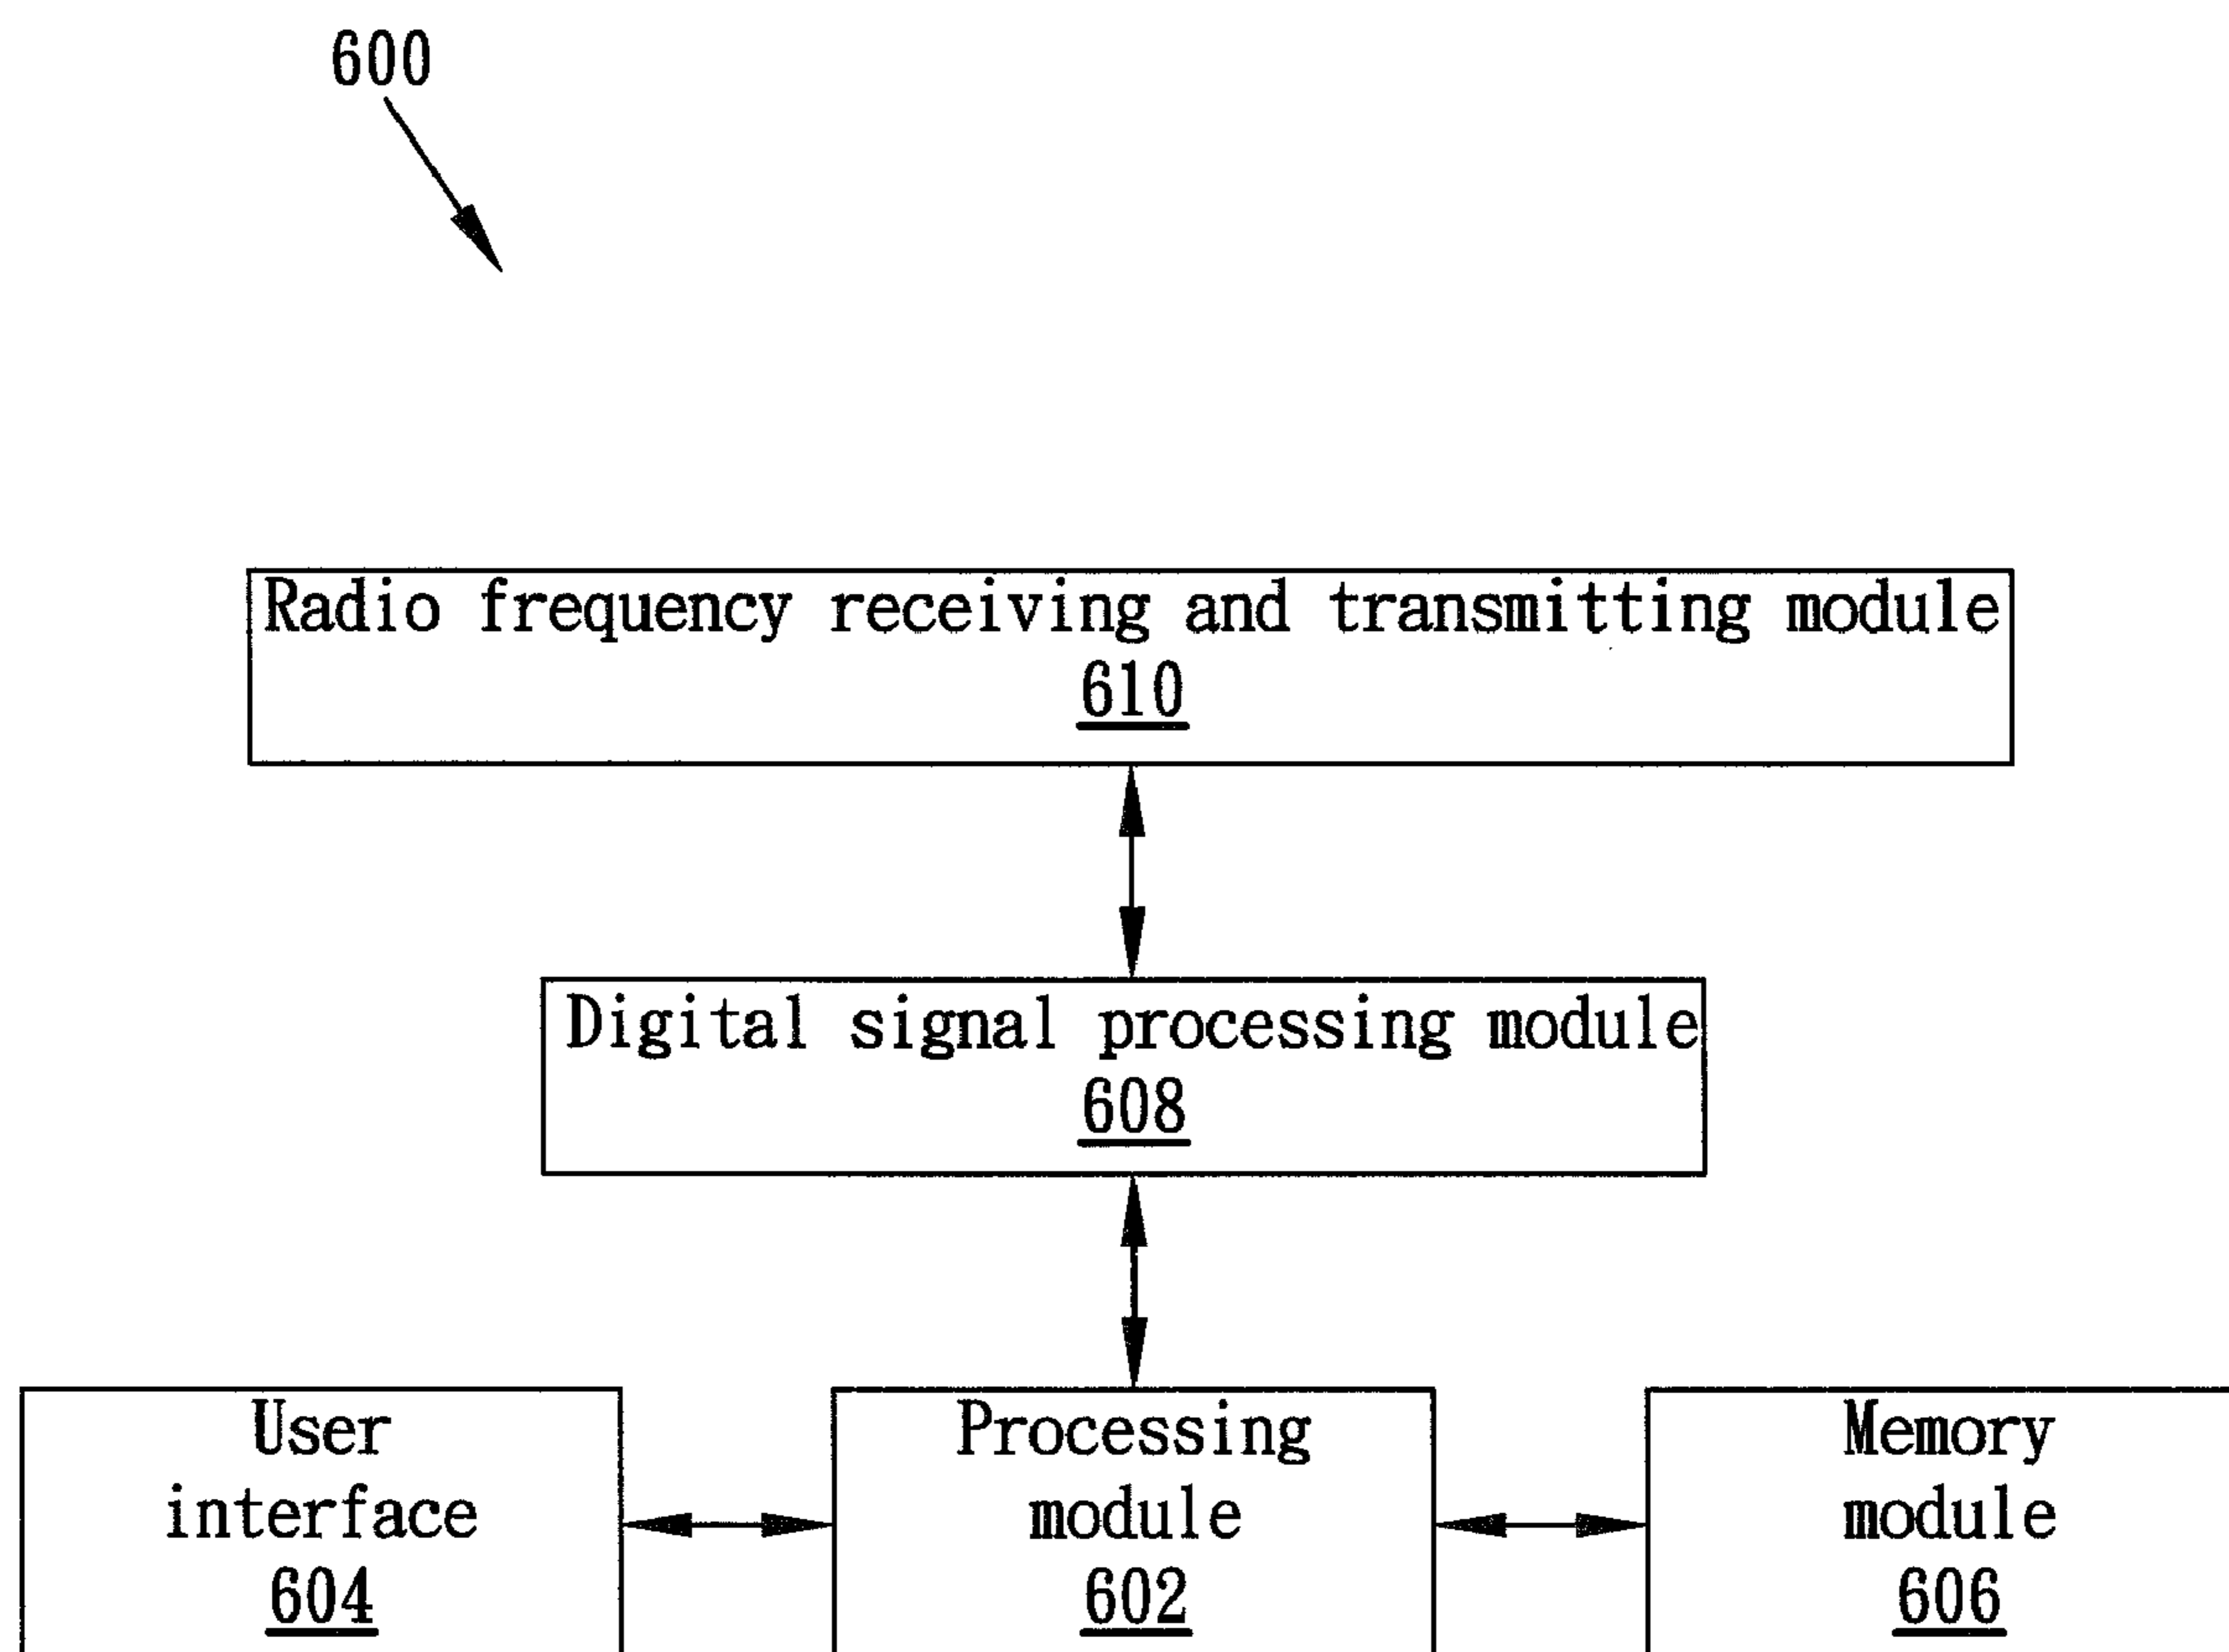 600
Radio frequency receiving and transmitting module
610
Digital signal processing module
608
User
interface
604
Processing
module
602
Memory
module
606